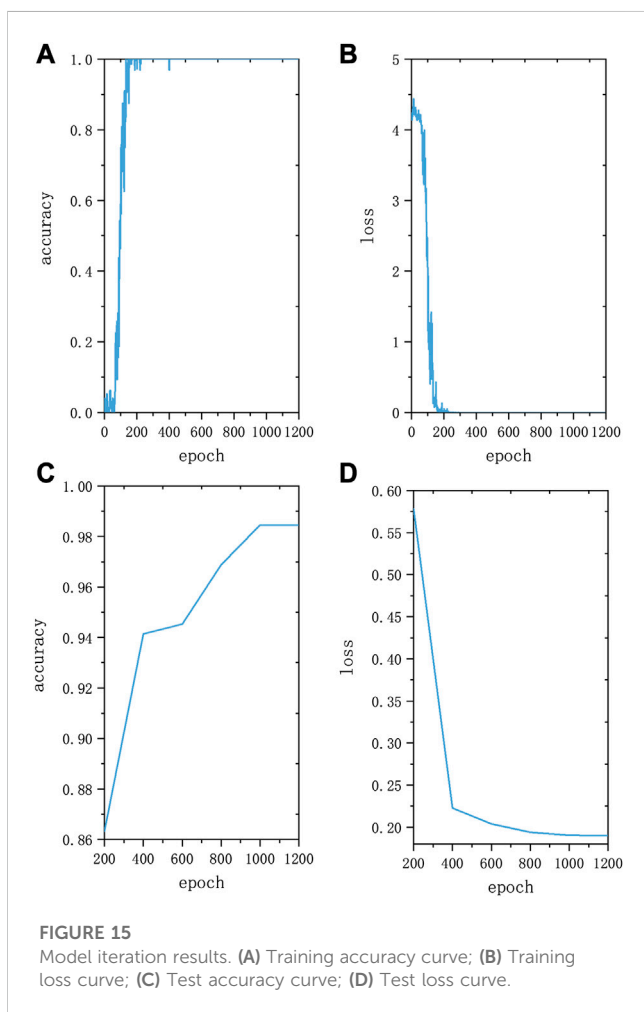 A
1.0
0.8
0.6
0.4
0.2
0.0
accuracy
0 200 400 600 800 1000 1200
epoch
B
5
4
3
2
1
0
loss
0 200 400 600 800 1000 1200
epoch
C
1.00
0.98
0.96
0.94
0.92
0.90
0.88
0.86
accuracy
200 400 600 800 1000 1200
epoch
D
0.60
0.55
0.50
0.45
0.40
0.35
0.30
0.25
0.20
loss
200 400 600 800 1000 1200
epoch
FIGURE 15
Model iteration results. (A) Training accuracy curve; (B) Training
loss curve; (C) Test accuracy curve; (D) Test loss curve.